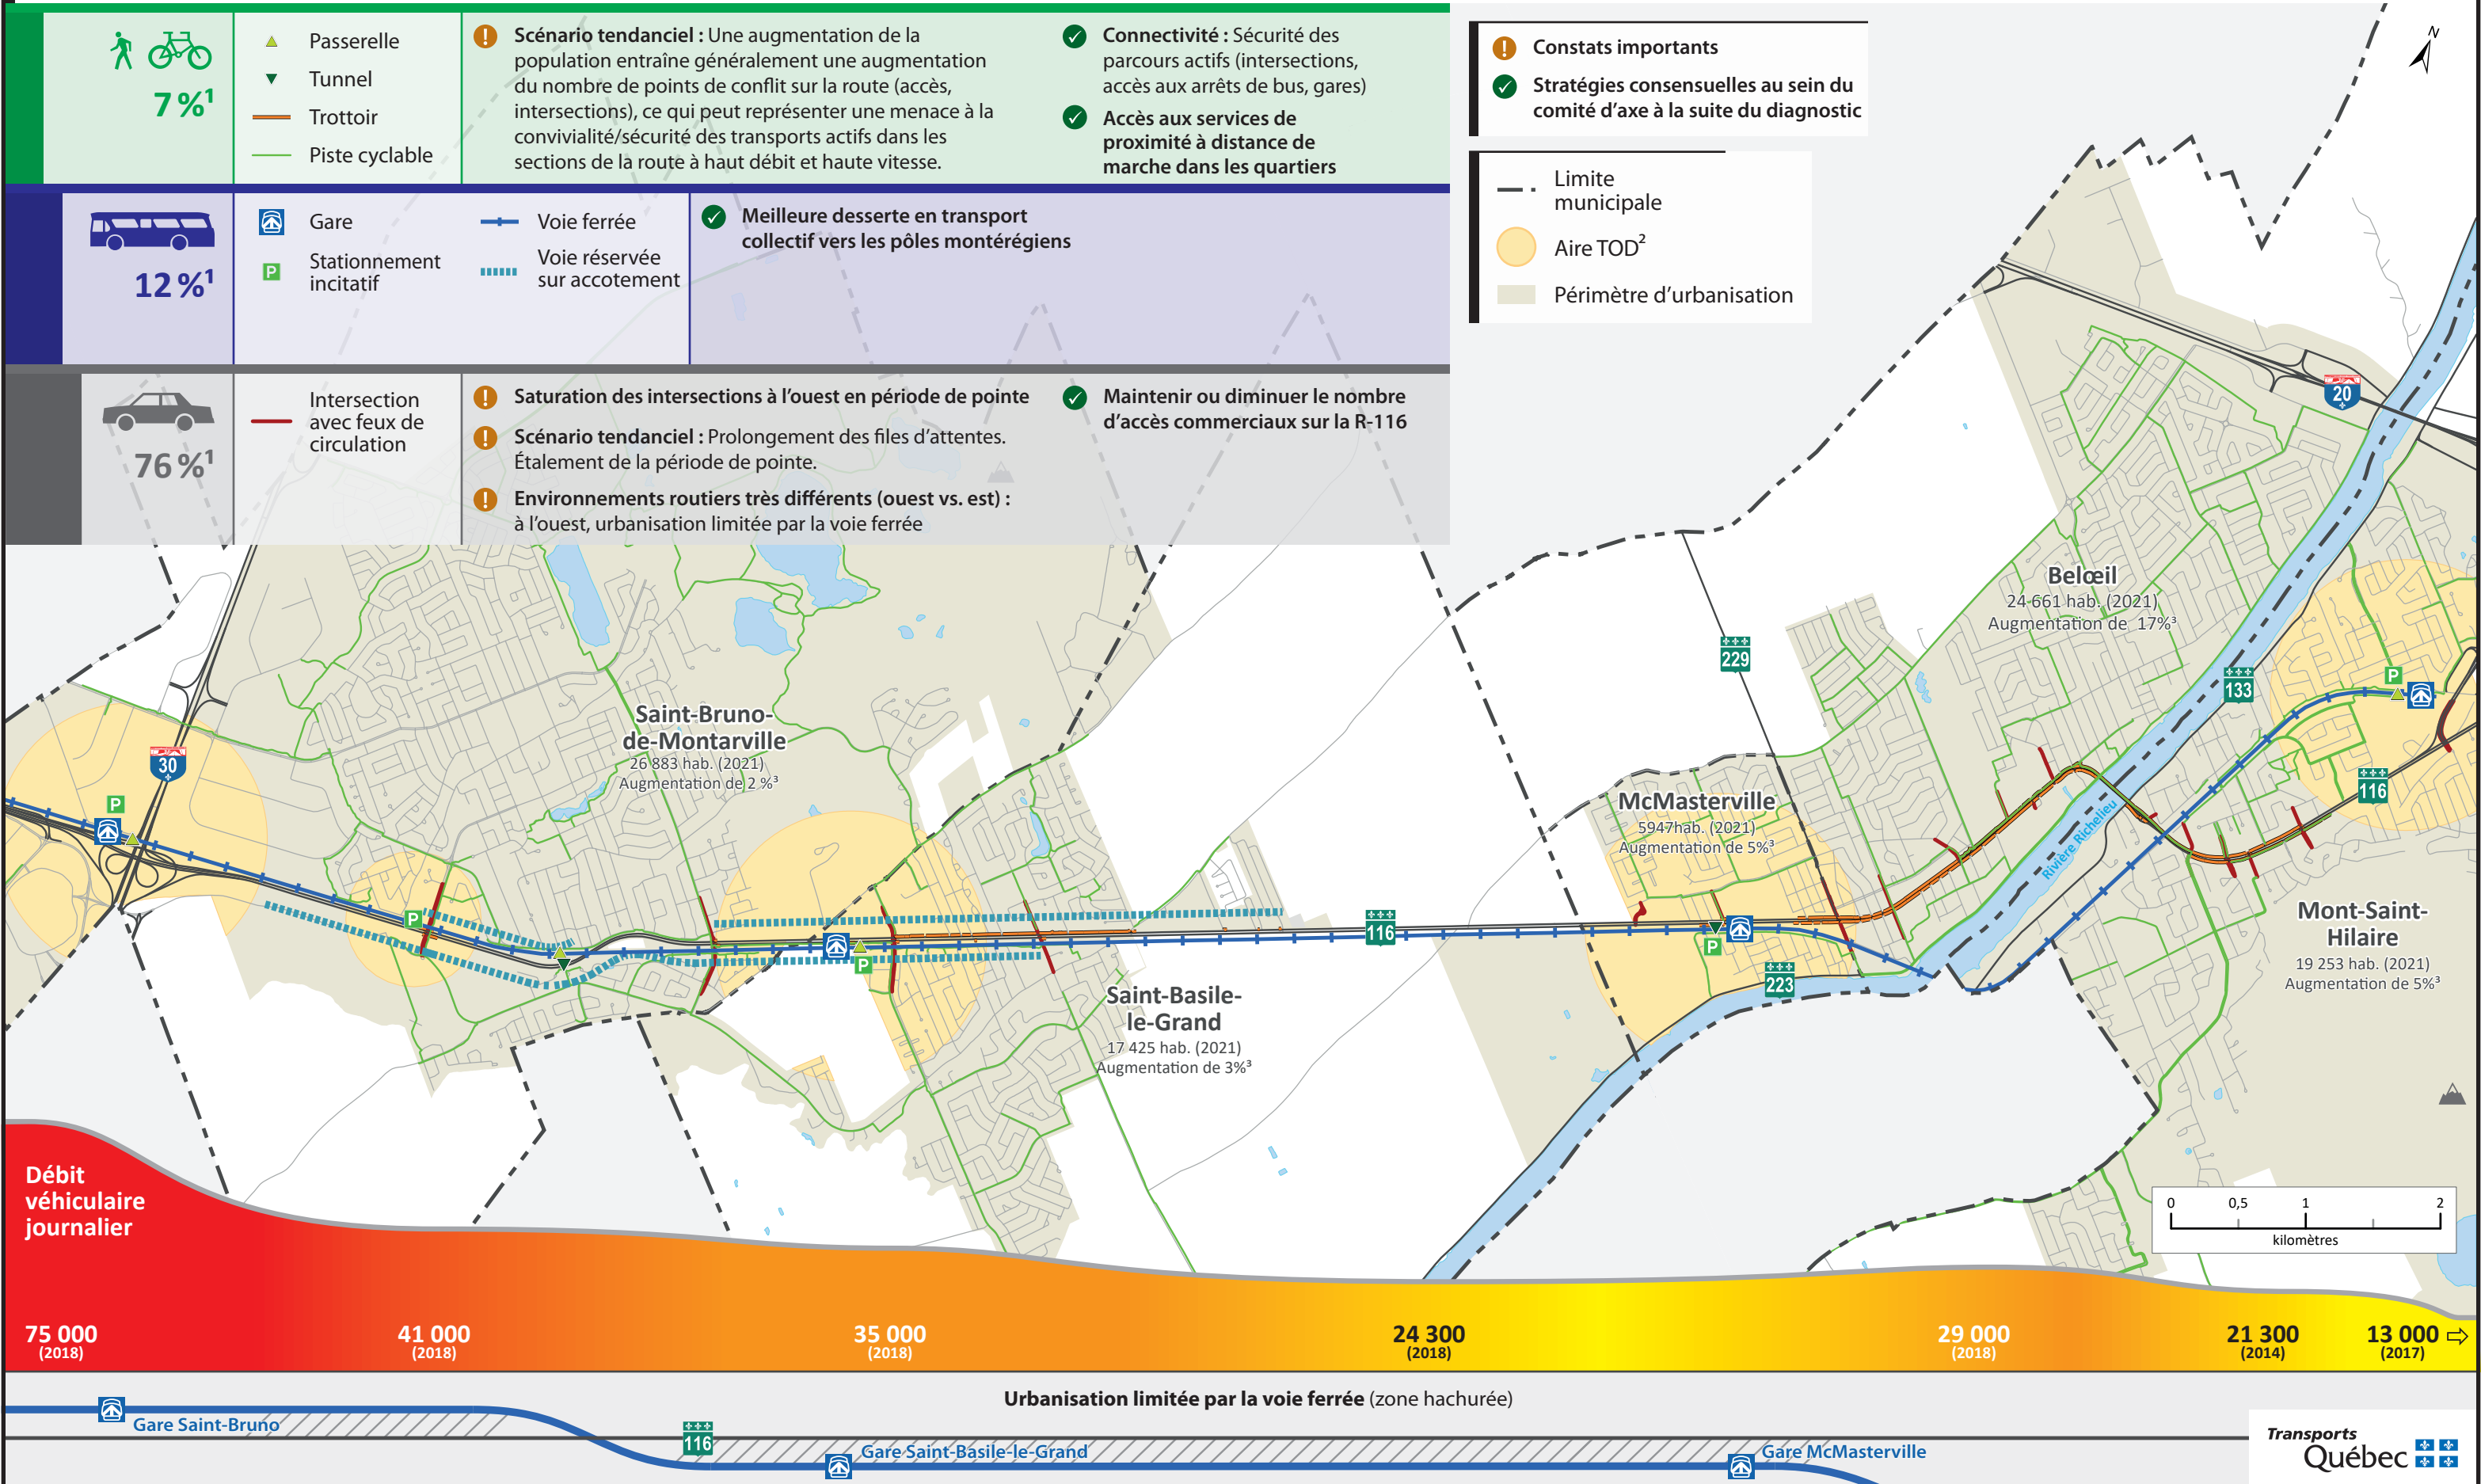 7 %¹
Passerelle
Tunnel
Trottoir
Piste cyclable
Scénario tendanciel : Une augmentation de la
population entraîne généralement une augmentation
du nombre de points de conflit sur la route (accès,
intersections), ce qui peut représenter une menace à la
convivialité/sécurité des transports actifs dans les
sections de la route à haut débit et haute vitesse.
Connectivité : Sécurité des
parcours actifs (intersections,
accès aux arrêts de bus, gares)
Accès aux services de
proximité à distance de
marche dans les quartiers
12 %¹
Gare
P
Stationnement
incitatif
Voie ferrée
Voie réservée
sur accotement
Meilleure desserte en transport
collectif vers les pôles montérégiens
76 %¹
Intersection
avec feux de
circulation
Saturation des intersections à l'ouest en période de pointe
Scénario tendanciel : Prolongement des files d'attentes.
Étalement de la période de pointe.
Environnements routiers très différents (ouest vs. est) :
à l'ouest, urbanisation limitée par la voie ferrée
Maintenir ou diminuer le nombre
d'accès commerciaux sur la R-116
Constats importants
Stratégies consensuelles au sein du
comité d'axe à la suite du diagnostic
Limite
municipale
Aire TOD²
Périmètre d'urbanisation
N
20
Belœil
24 661 hab. (2021)
Augmentation de 17%³
229
133
P
Saint-Bruno-
de-Montarville
26 883 hab. (2021)
Augmentation de 2 %³
30
P
116
McMasterville
5947hab. (2021)
Augmentation de 5%³
Rivière Richelieu
P
P
116
P
223
Mont-Saint-
Hilaire
19 253 hab. (2021)
Augmentation de 5%³
Saint-Basile-
le-Grand
17 425 hab. (2021)
Augmentation de 3%³
0 0,5 1 2
kilomètres
Débit
véhiculaire
journalier
75 000
(2018)
41 000
(2018)
35 000
(2018)
24 300
(2018)
29 000
(2018)
21 300
(2014)
13 000 ⇨
(2017)
Urbanisation limitée par la voie ferrée (zone hachurée)
Gare Saint-Bruno
116
Gare Saint-Basile-le-Grand
Gare McMasterville
Transports
Québec